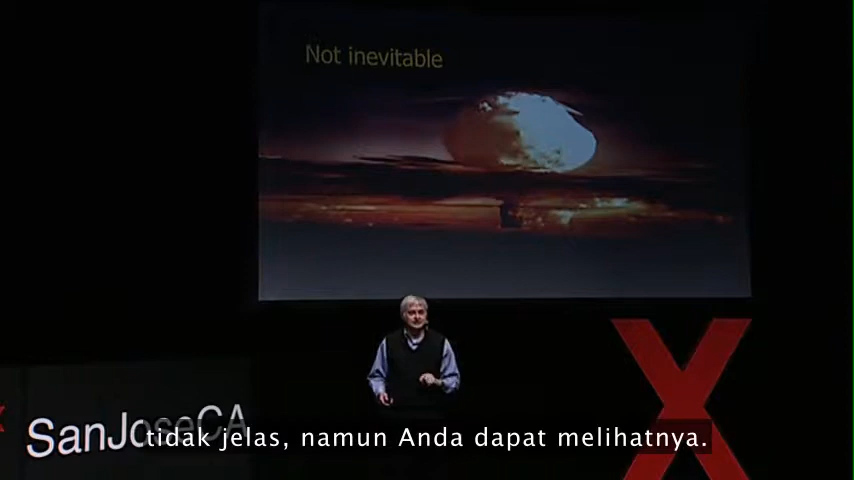 Not inevitable
X
SanJoseCA
tidak jelas, namun Anda dapat melihatnya.